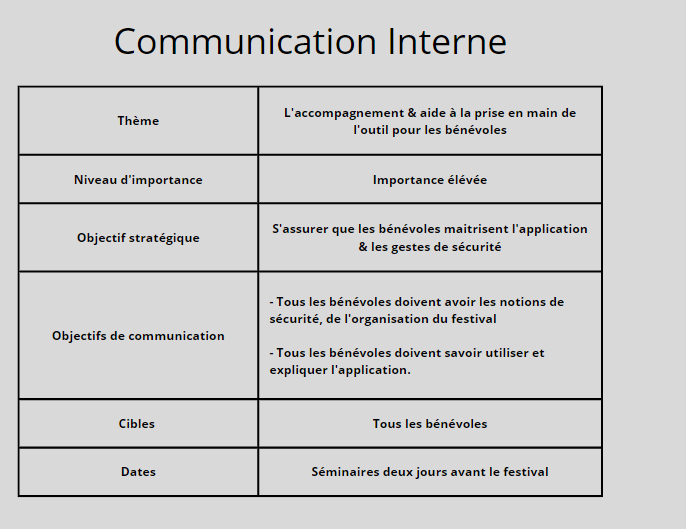 Communication Interne
Thème
L'accompagnement & aide à la prise en main de
l'outil pour les bénévoles
Niveau d'importance
Importance élévée
Objectif stratégique
S'assurer que les bénévoles maitrisent l'application
& les gestes de sécurité
Objectifs de communication
- Tous les bénévoles doivent avoir les notions de
sécurité, de l'organisation du festival
- Tous les bénévoles doivent savoir utiliser et
expliquer l'application.
Cibles
Tous les bénévoles
Dates
Séminaires deux jours avant le festival